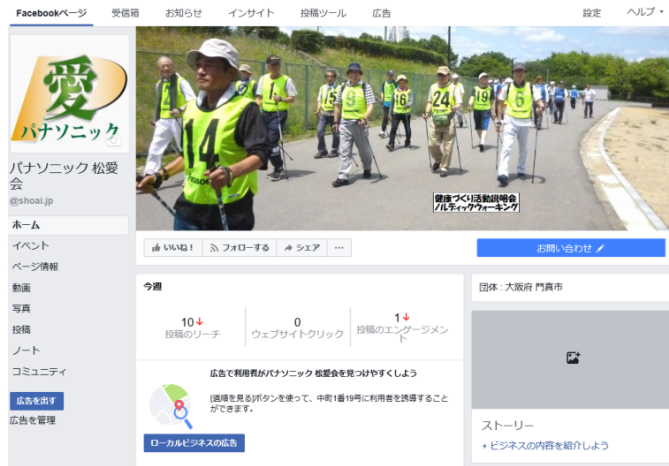 Facebookページ 受信箱 お知らせ インサイト 投稿ツール 広告 設定 ヘルプ
愛
パナソニック
パナソニック 松愛
会
@shoai.jp
ホーム
イベント
ページ情報
動画
写真
投稿
ノート
コミュニティ
広告を出す
広告を管理
14
1
15
9
16
24
19
6
健康づくり活動説明会
ノルディックウォーキング
いいね！ フォローする シェア ... お問い合わせ
今週
10
投稿のリーチ
0
ウェブサイトクリック
1
投稿のエンゲージメン
ト
広告で利用者がパナソニック 松愛会を見つけやすくしよう
[道順を見る]ボタンを使って、中町1番19号に利用者を誘導すること
ができます。
ローカルビジネスの広告
団体 : 大阪府 門真市
ストーリー
+ ビジネスの内容を紹介しよう